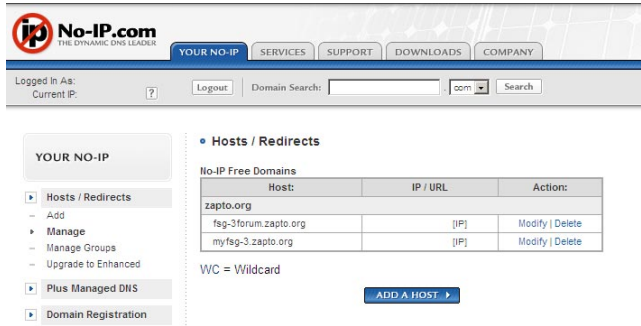 No-IP.com
THE DYNAMIC DNS LEADER
YOUR NO-IP SERVICES SUPPORT DOWNLOADS COMPANY
Logged In As:
Current IP: ? Logout Domain Search: . com Search
YOUR NO-IP
Hosts / Redirects
Add
Manage
Manage Groups
Upgrade to Enhanced
Plus Managed DNS
Domain Registration
Hosts / Redirects
No-IP Free Domains
Host: IP / URL Action:
zapto.org
fsg-3forum.zapto.org [IP] Modify | Delete
myfsg-3.zapto.org [IP] Modify | Delete
WC = Wildcard
ADD A HOST